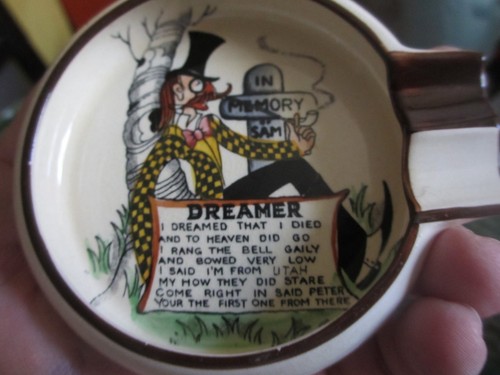 IN
MEMORY
OF
SAM
DREAMER
I DREAMED THAT I DIED
AND TO HEAVEN DID GO
I RANG THE BELL GAILY
AND BOWED VERY LOW
I SAID I'M FROM UTAH
MY HOW THEY DID STARE
COME RIGHT IN SAID PETER
YOUR THE FIRST ONE FROM THERE